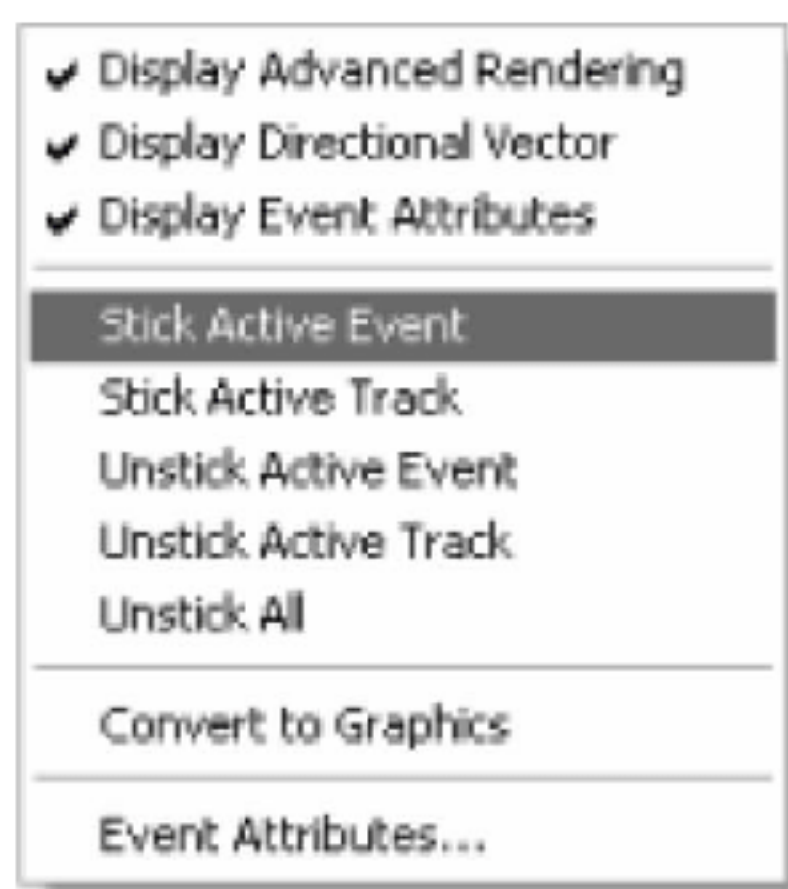 Display Advanced Rendering
Display Directional Vector
Display Event Attributes
Stick Active Event
Stick Active Track
Unstick Active Event
Unstick Active Track
Unstick All
Convert to Graphics
Event Attributes...